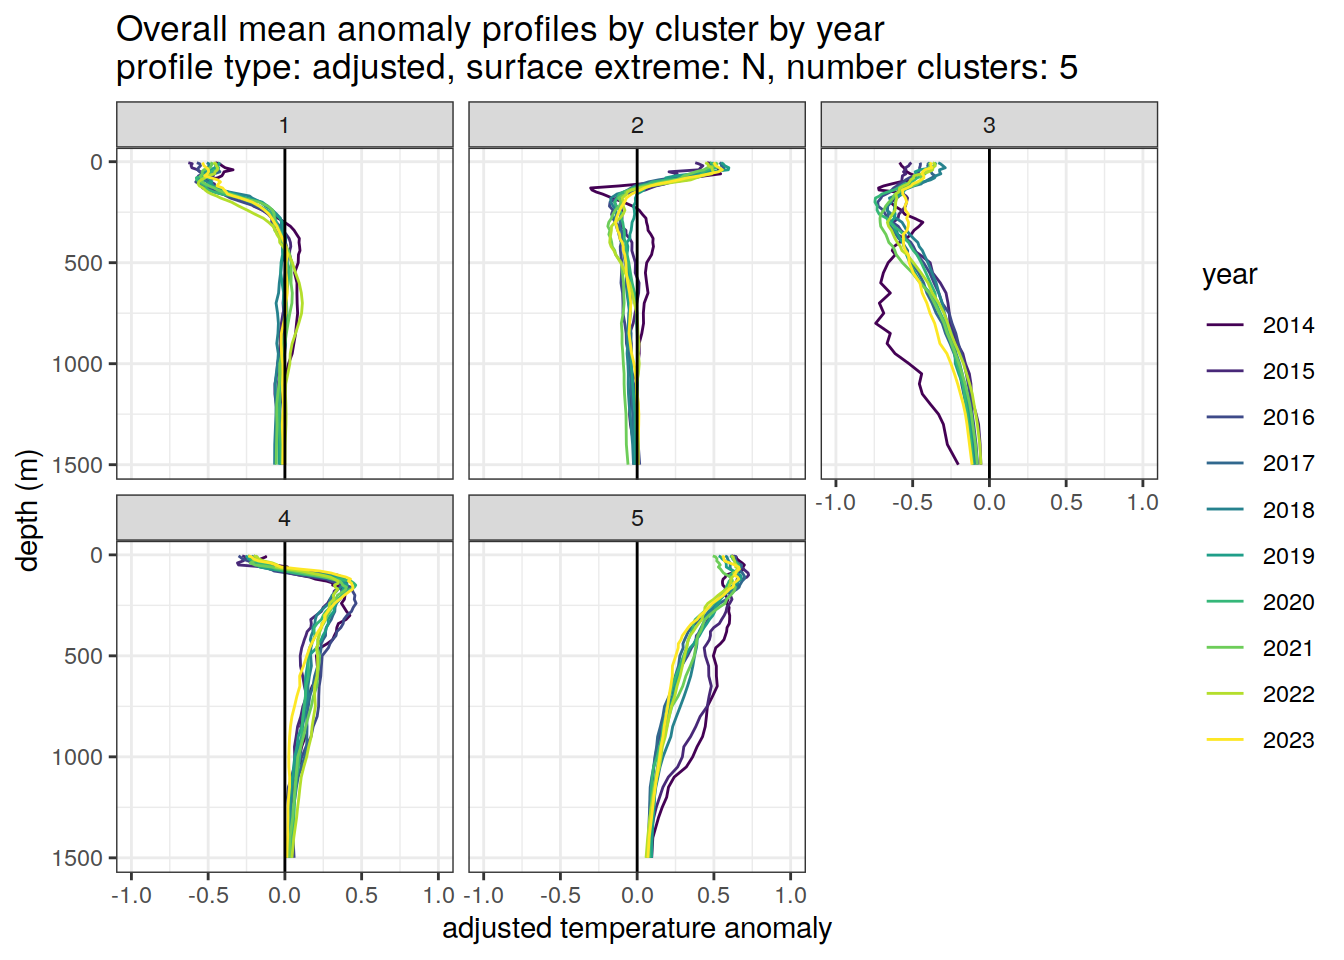 Overall mean anomaly profiles by cluster by year
profile type: adjusted, surface extreme: N, number clusters: 5
1
2
3
0
500
1000
1500
-1.0 -0.5 0.0 0.5 1.0
4
5
0
500
1000
1500
-1.0 -0.5 0.0 0.5 1.0
-1.0 -0.5 0.0 0.5 1.0
depth (m)
adjusted temperature anomaly
year
2014
2015
2016
2017
2018
2019
2020
2021
2022
2023